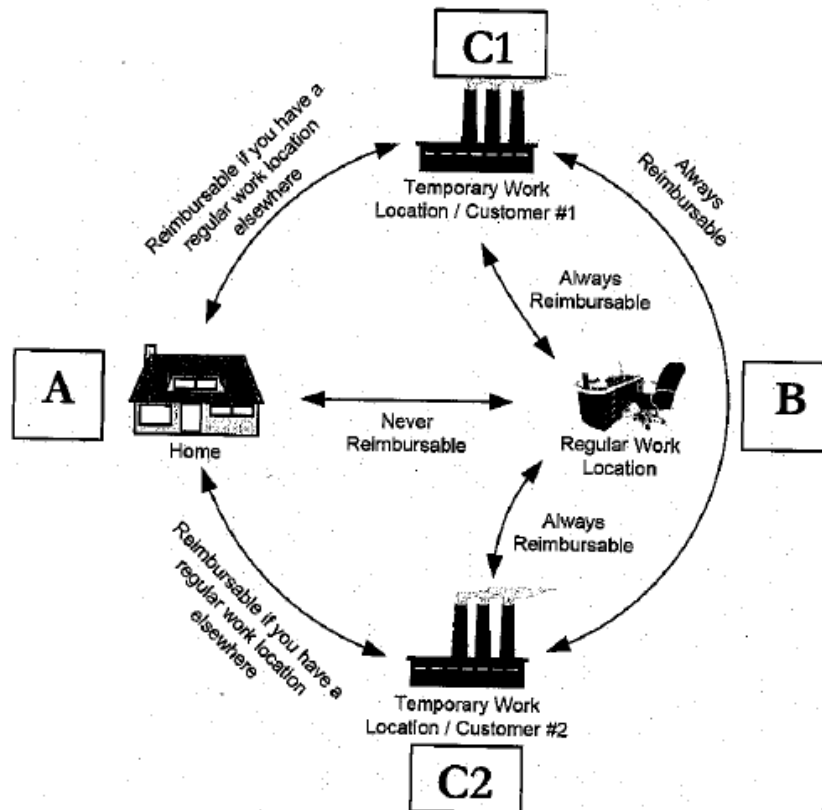 C1
Reimbursable if you have a
regular work location
elsewhere
Temporary Work
Location / Customer #1
Always
Reimbursable
Always
Reimbursable
A
Home
Never
Reimbursable
Regular Work
Location
B
Always
Reimbursable
Reimbursable if you have a
regular work location
elsewhere
Temporary Work
Location / Customer #2
C2